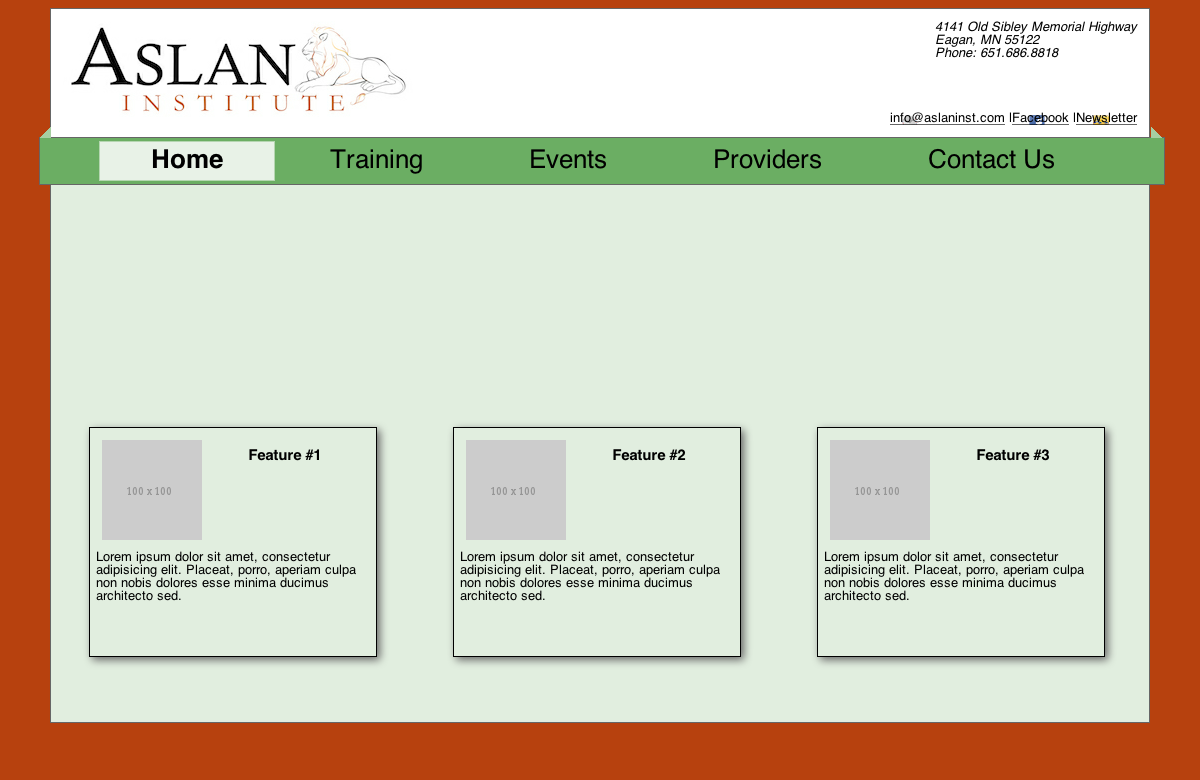 ASLAN
INSTITUTE
4141 Old Sibley Memorial Highway
Eagan, MN 55122
Phone: 651.686.8818
info@aslaninst.com |Facebook |Newsletter
Home Training Events Providers Contact Us
100 x 100
Feature #1
Lorem ipsum dolor sit amet, consectetur
adipisicing elit. Placeat, porro, aperiam culpa
non nobis dolores esse minima ducimus
architecto sed.
100 x 100
Feature #2
Lorem ipsum dolor sit amet, consectetur
adipisicing elit. Placeat, porro, aperiam culpa
non nobis dolores esse minima ducimus
architecto sed.
100 x 100
Feature #3
Lorem ipsum dolor sit amet, consectetur
adipisicing elit. Placeat, porro, aperiam culpa
non nobis dolores esse minima ducimus
architecto sed.